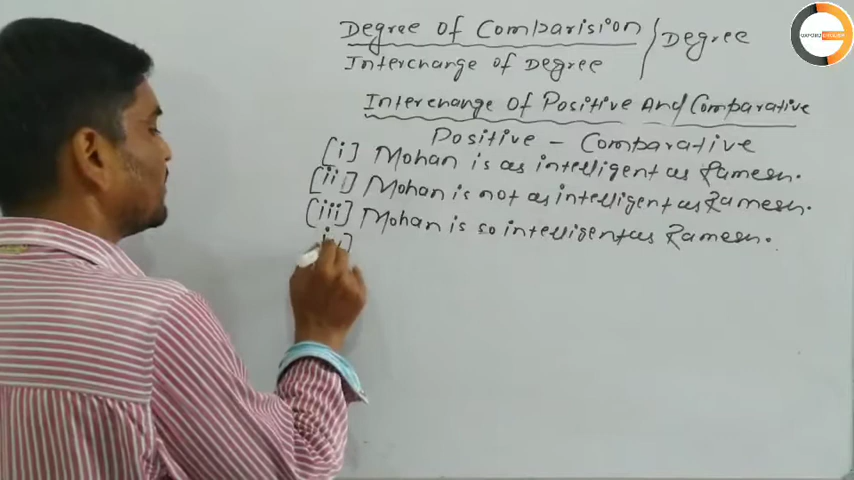 Degree of Comparision / Degree
Interchange of Degree
Interchange of Positive And Comparative
Positive - Comparative
[i] Mohan is as intelligent as Ramesh.
[ii] Mohan is not as intelligent as Ramesh.
[iii] Mohan is so intelligent as Ramesh.
[iv]